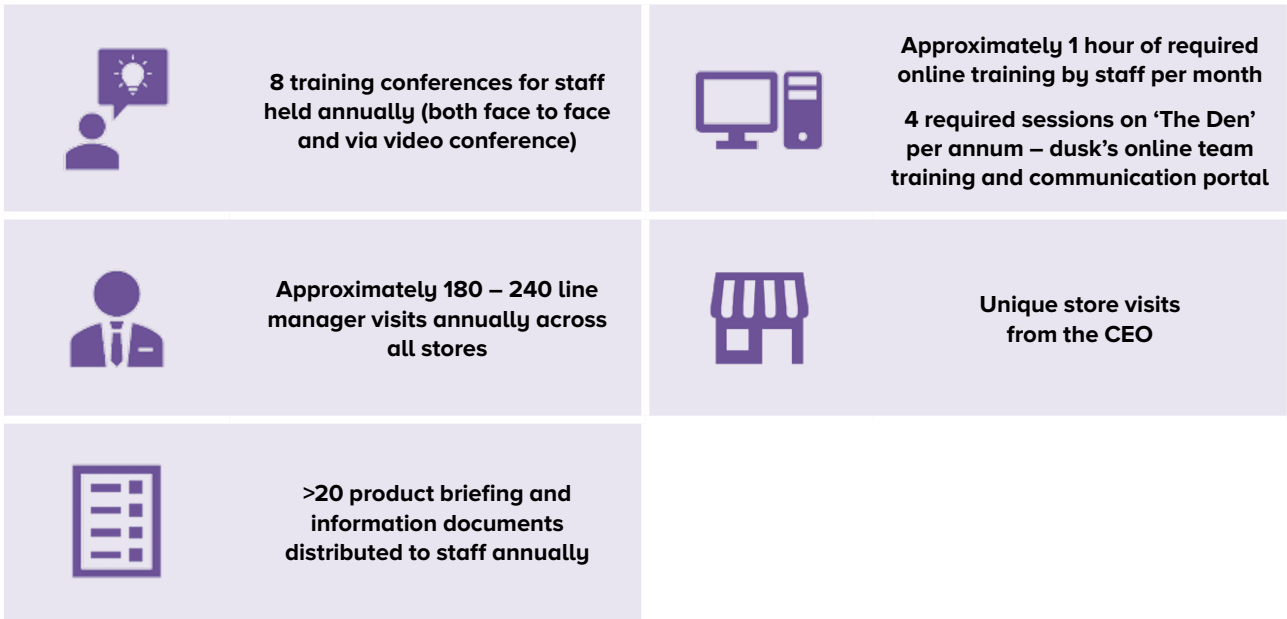 8 training conferences for staff
held annually (both face to face
and via video conference)
Approximately 1 hour of required
online training by staff per month
4 required sessions on ‘The Den’
per annum – dusk’s online team
training and communication portal
Approximately 180 – 240 line
manager visits annually across
all stores
Unique store visits
from the CEO
>20 product briefing and
information documents
distributed to staff annually